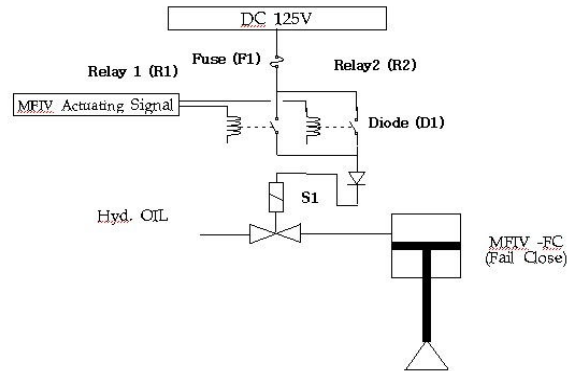 DC 125V
Fuse (F1)
Relay 1 (R1)
Relay2 (R2)
MFIV Actuating Signal
Diode (D1)
S1
Hyd. OIL
MFIV -FC
(Fail Close)